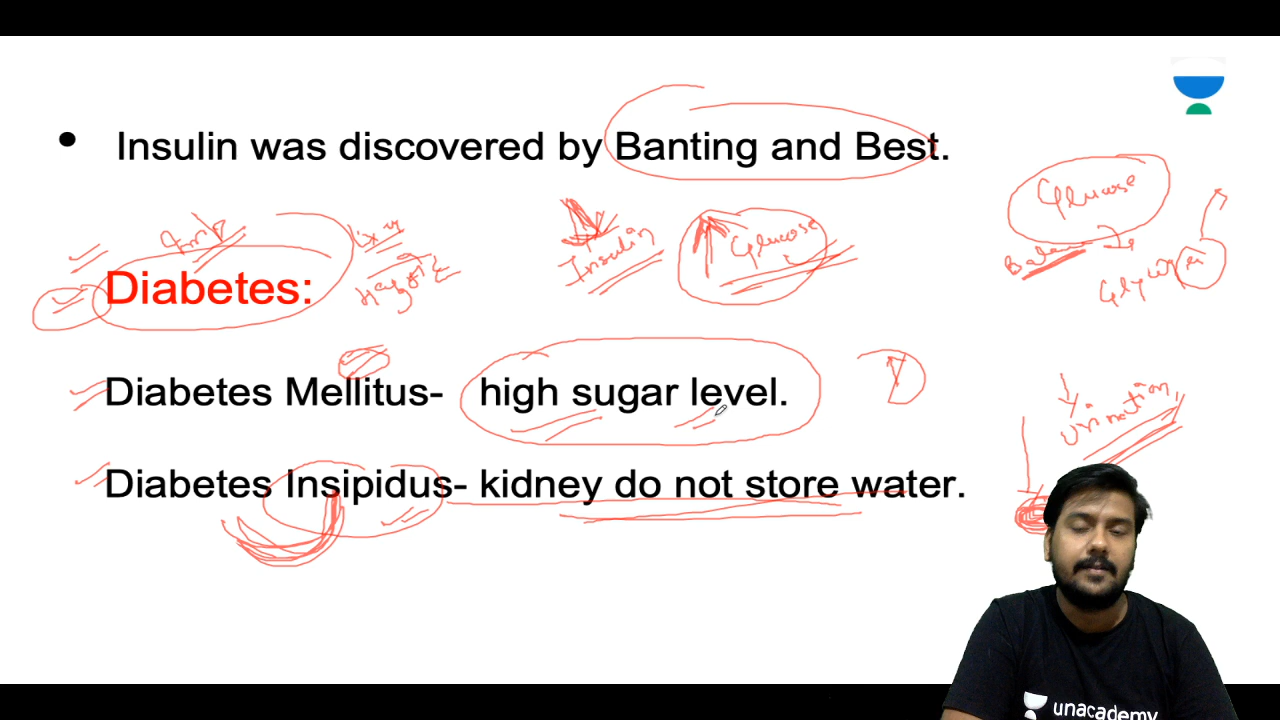 • Insulin was discovered by Banting and Best.
Glucose
Insulin
Glucose
Diabetes:
Diabetes Mellitus- high sugar level.
urination
Diabetes Insipidus- kidney do not store water.
unacademy